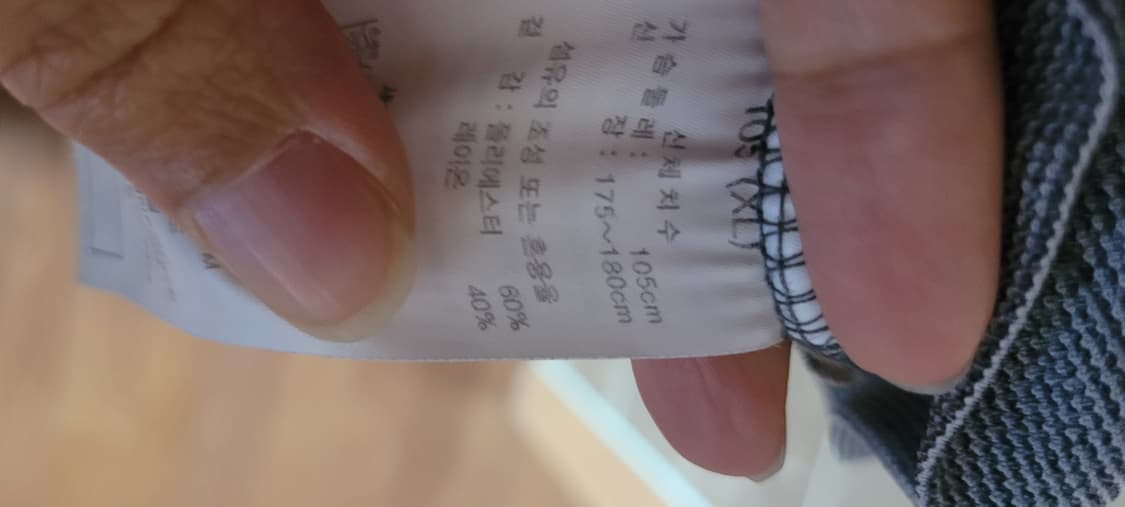 105 (XL)
신체치수
가슴둘레: 105cm
신 장: 175~180cm
섬유의 조성 또는 혼용율
겉 감: 폴리에스터 60%
레이온 40%